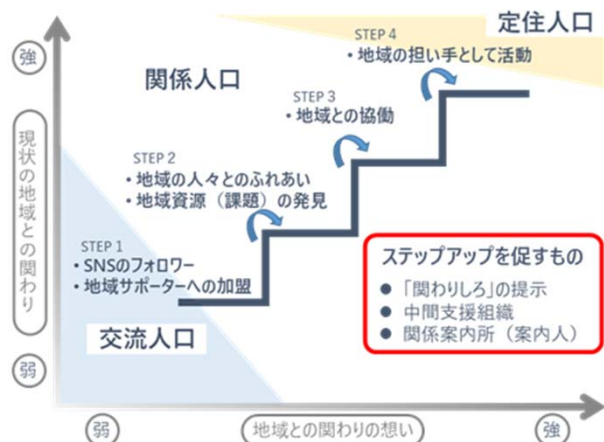 定住人口
STEP 4
・地域の担い手として活動
強
関係人口
STEP 3
・地域との協働
現状の地域との関わり
STEP 2
・地域の人々とのふれあい
・地域資源（課題）の発見
STEP 1
・SNSのフォロワー
・地域サポーターへの加盟
ステップアップを促すもの
● 「関わりしろ」の提示
● 中間支援組織
● 関係案内所（案内人）
交流人口
弱
弱
地域との関わりの想い
強